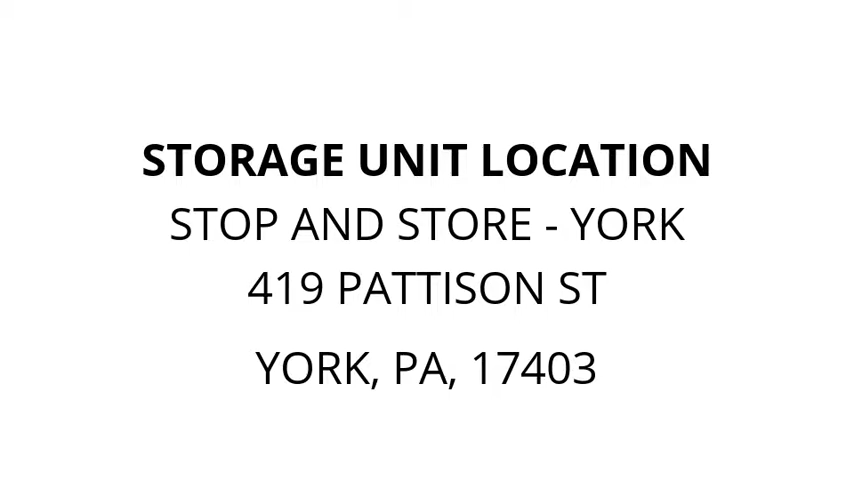 STORAGE UNIT LOCATION
STOP AND STORE - YORK
419 PATTISON ST
YORK, PA, 17403